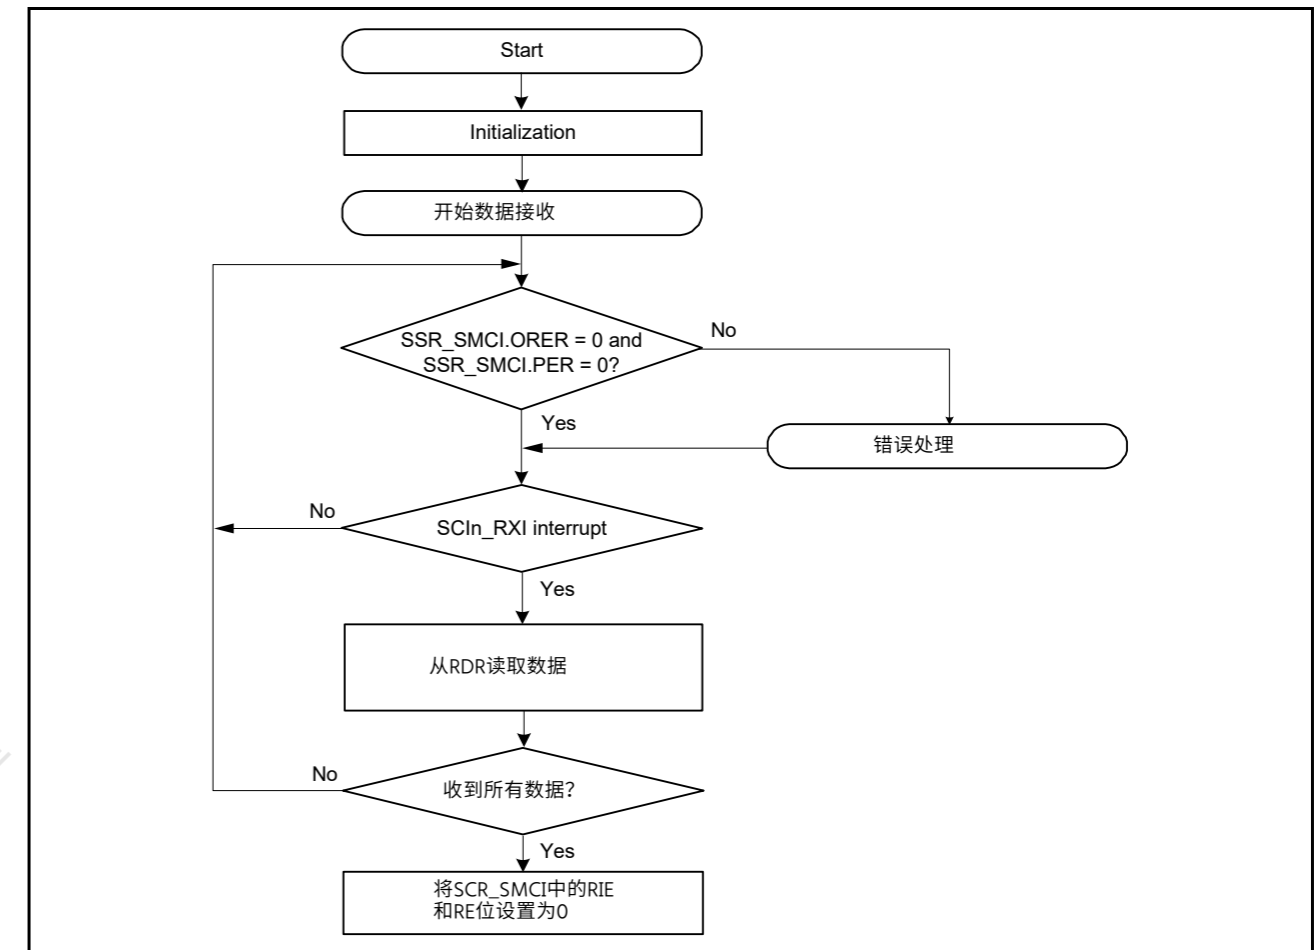 Start
Initialization
开始数据接收
SSR_SMCI.ORER = 0 and
SSR_SMCI.PER = 0?
No
Yes
错误处理
No
SCIn_RXI interrupt
Yes
从RDR读取数据
No
收到所有数据?
Yes
将SCR_SMCI中的RIE
和RE位设置为0